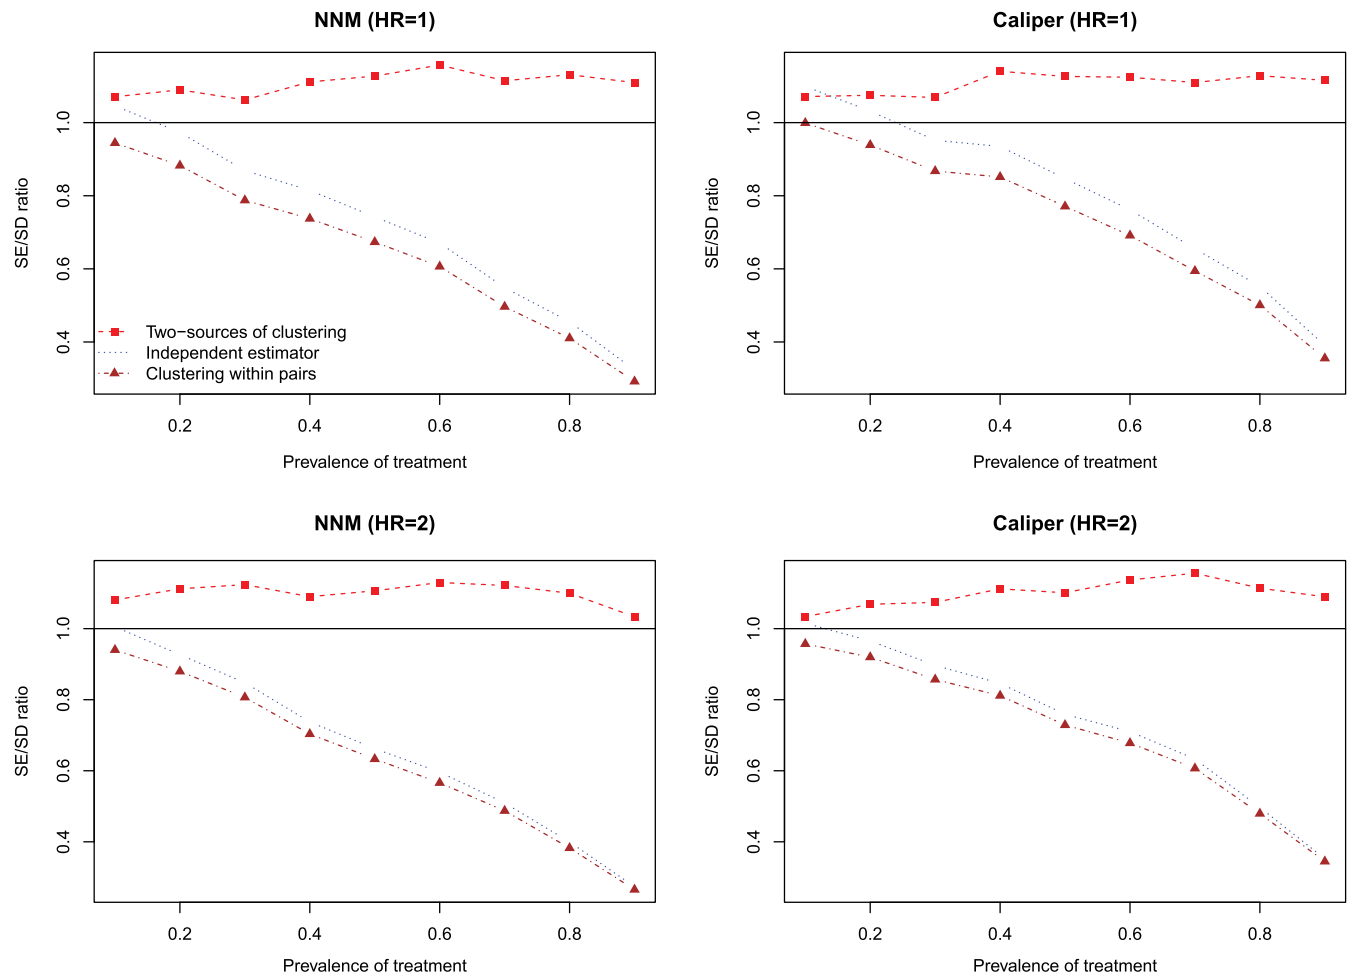 NNM (HR=1)
SE/SD ratio
1.0
0.8
0.6
0.4
Two−sources of clustering
Independent estimator
Clustering within pairs
0.2 0.4 0.6 0.8
Prevalence of treatment
Caliper (HR=1)
SE/SD ratio
1.0
0.8
0.6
0.4
0.2 0.4 0.6 0.8
Prevalence of treatment
NNM (HR=2)
SE/SD ratio
1.0
0.8
0.6
0.4
0.2 0.4 0.6 0.8
Prevalence of treatment
Caliper (HR=2)
SE/SD ratio
1.0
0.8
0.6
0.4
0.2 0.4 0.6 0.8
Prevalence of treatment